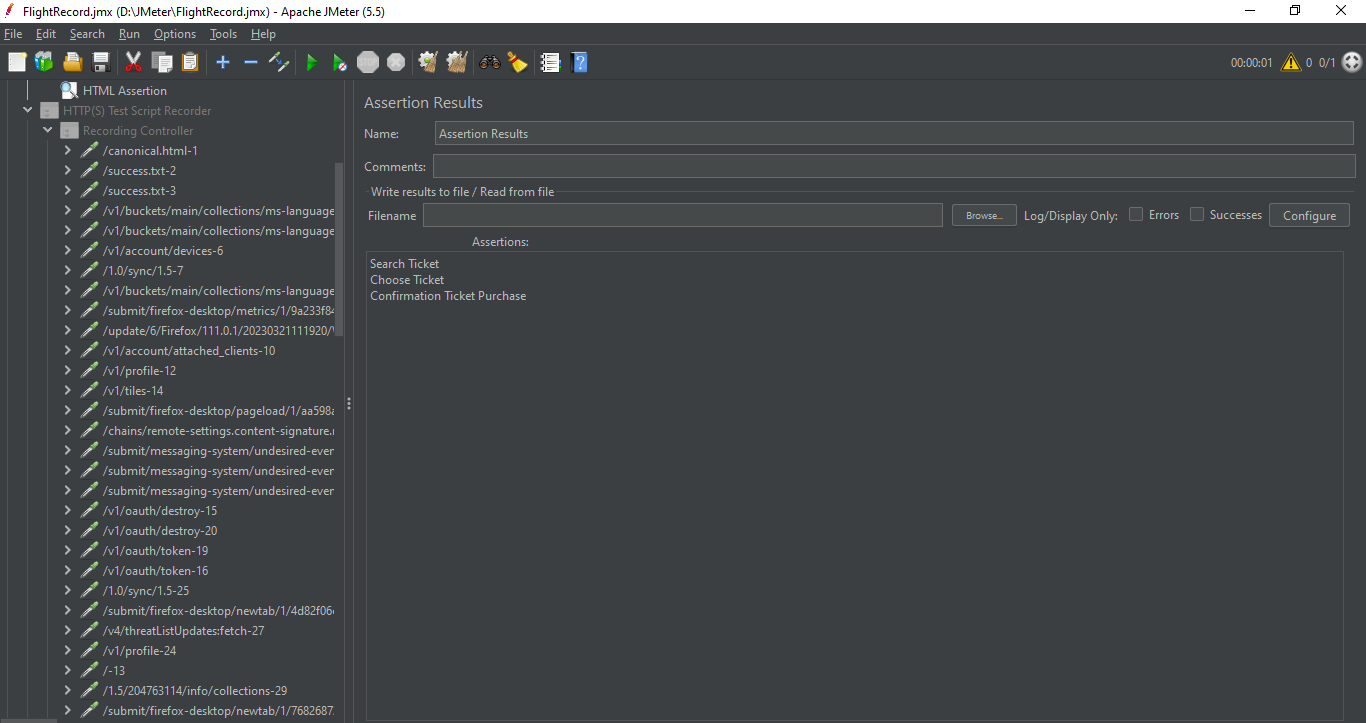 FlightRecord.jmx (D:\JMeter\FlightRecord.jmx) - Apache JMeter (5.5)
File Edit Search Run Options Tools Help
STOP 00:00:01 0 0/1
HTML Assertion
HTTP(S) Test Script Recorder
Recording Controller
/canonical.html-1
/success.txt-2
/success.txt-3
/v1/buckets/main/collections/ms-language
/v1/buckets/main/collections/ms-language
/v1/account/devices-6
/1.0/sync/1.5-7
/v1/buckets/main/collections/ms-language
/submit/firefox-desktop/metrics/1/9a233f84
/update/6/Firefox/111.0.1/20230321111920/
/v1/account/attached_clients-10
/v1/profile-12
/v1/tiles-14
/submit/firefox-desktop/pageload/1/aa598a
/chains/remote-settings.content-signature.
/submit/messaging-system/undesired-ever
/submit/messaging-system/undesired-ever
/submit/messaging-system/undesired-ever
/v1/oauth/destroy-15
/v1/oauth/destroy-20
/v1/oauth/token-19
/v1/oauth/token-16
/1.0/sync/1.5-25
/submit/firefox-desktop/newtab/1/4d82f06
/v4/threatListUpdates:fetch-27
/v1/profile-24
/-13
/1.5/204763114/info/collections-29
/submit/firefox-desktop/newtab/1/7682687
Assertion Results
Name: Assertion Results
Comments:
Write results to file / Read from file
Filename Browse... Log/Display Only: Errors Successes Configure
Assertions:
Search Ticket
Choose Ticket
Confirmation Ticket Purchase